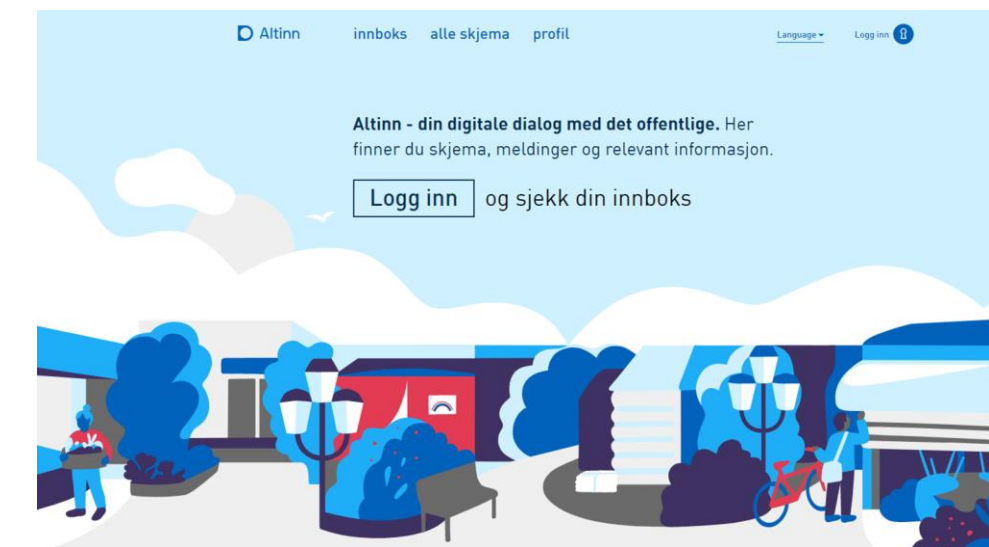 Altinn innboks alle skjema profil Language Logg inn
Altinn - din digitale dialog med det offentlige. Her
finner du skjema, meldinger og relevant informasjon.
Logg inn og sjekk din innboks